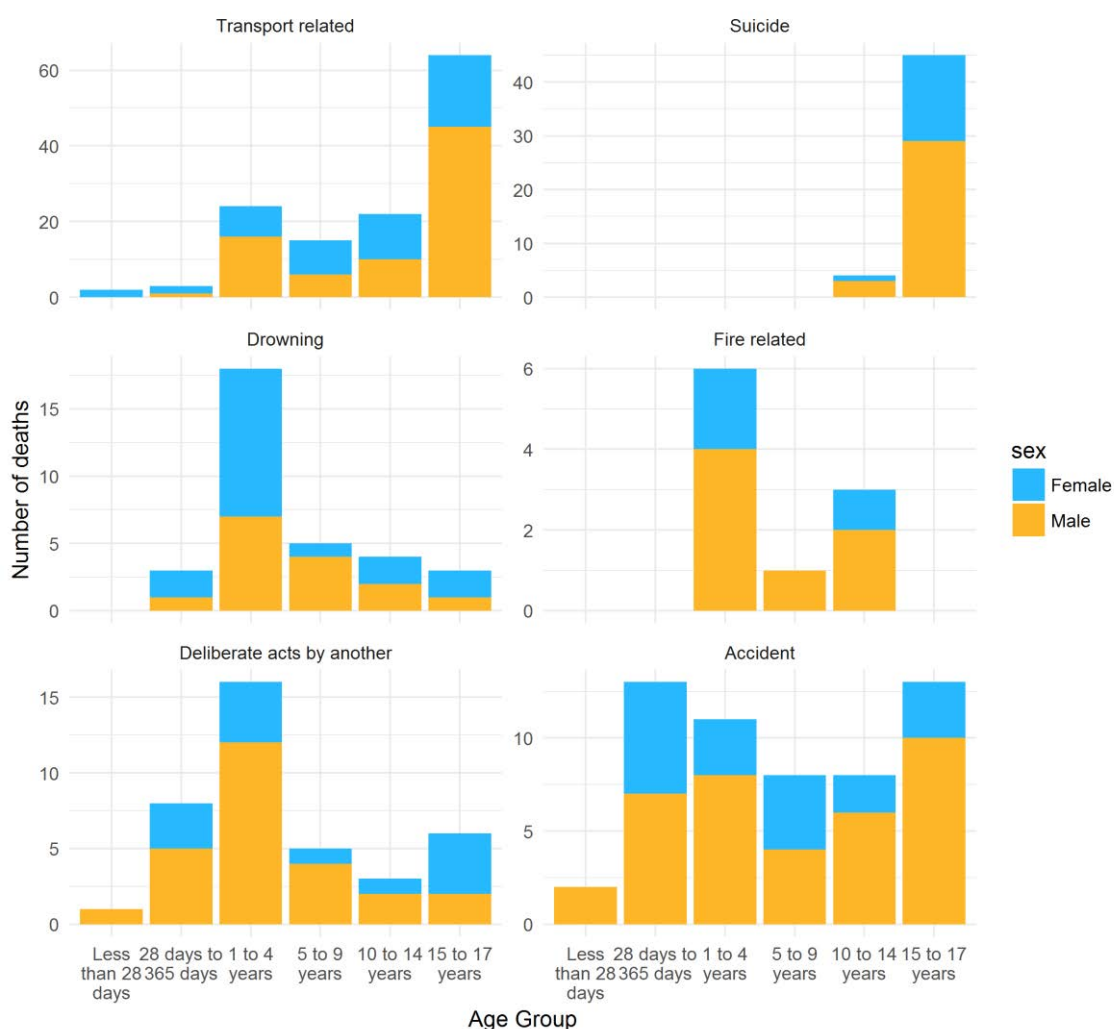 Transport related
Suicide
60
40
20
0
40
30
20
10
0
Drowning
Fire related
15
10
5
0
6
4
2
0
Number of deaths
sex
Female
Male
Deliberate acts by another
Accident
15
10
5
0
10
5
0
Less 28 days to 1 to 4 5 to 9 10 to 14 15 to 17
than 28 365 days years years years years
days
Less 28 days to 1 to 4 5 to 9 10 to 14 15 to 17
than 28 365 days years years years years
days
Age Group